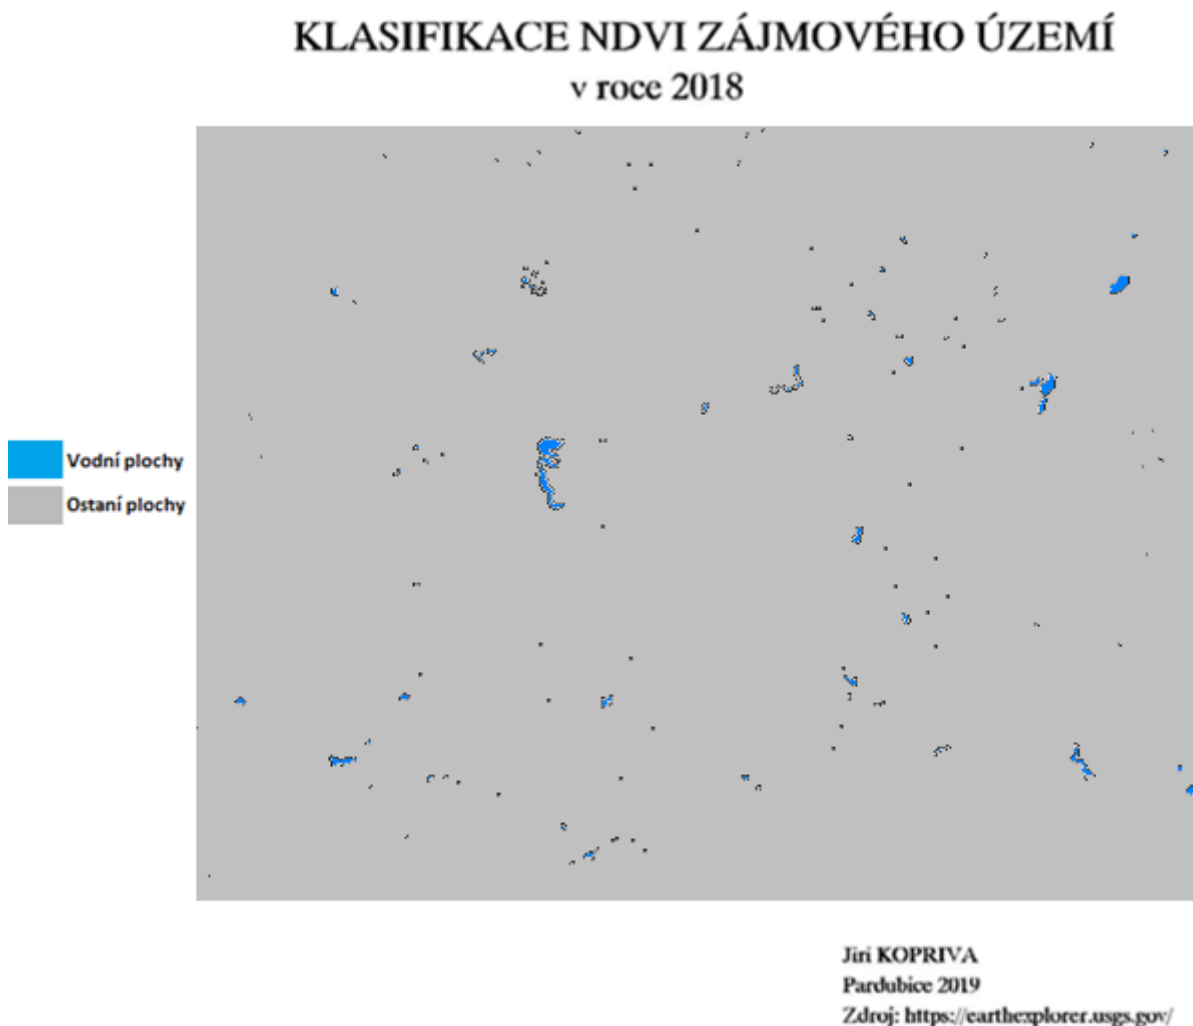 KLASIFIKACE NDVI ZÁJMOVÉHO ÚZEMÍ
v roce 2018
Vodní plochy
Ostaní plochy
Jiri KOPRIVA
Pardubice 2019
Zdroj: https://earthexplorer.usgs.gov/